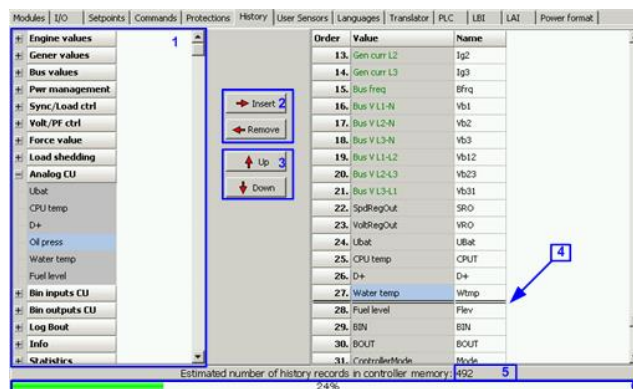 Modules I/O Setpoints Commands Protections History User Sensors Languages Translator PLC LBI LAI Power format
Engine values
Gener values
Bus values
Pwr management
Sync/Load ctrl
Volt/PF ctrl
Force value
Load shedding
Analog CU
Ubat
CPU temp
D+
Oil press
Water temp
Fuel level
Bin inputs CU
Bin outputs CU
Log Bout
Info
Statistics
1
Insert 2
Remove
Up 3
Down
Order Value Name
13. Gen curr L2 Ig2
14. Gen curr L3 Ig3
15. Bus freq Bfrq
16. Bus V L1-N Vb1
17. Bus V L2-N Vb2
18. Bus V L3-N Vb3
19. Bus V L1-L2 Vb12
20. Bus V L2-L3 Vb23
21. Bus V L3-L1 Vb31
22. SpdRegOut SRO
23. VoltRegOut VRO
24. Ubat UBat
25. CPU temp CPUT
26. D+ D+
27. Water temp Wtmp
28. Fuel level Flev
29. BIN BIN
30. BOUT BOUT
31. ControllerMode Mode
4
Estimated number of history records in controller memory: 492 5
24%